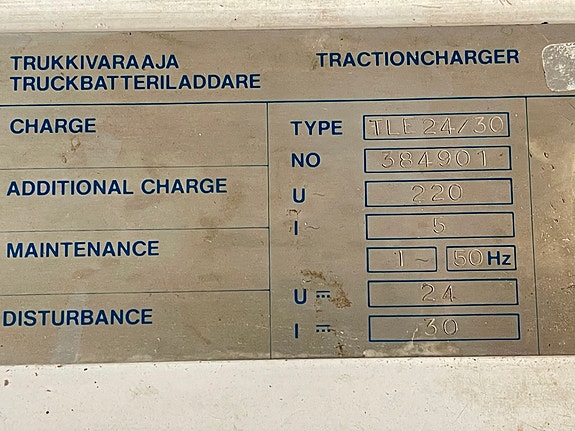 TRUKKIVARAAJA
TRUCKBATTERILADDARE
TRACTIONCHARGER
CHARGE
ADDITIONAL CHARGE
MAINTENANCE
DISTURBANCE
TYPE TLE 24/30
NO 384901
U ~ 220
I ~ 5
1 ~ 50 Hz
U ⎓ 24
I ⎓ 30